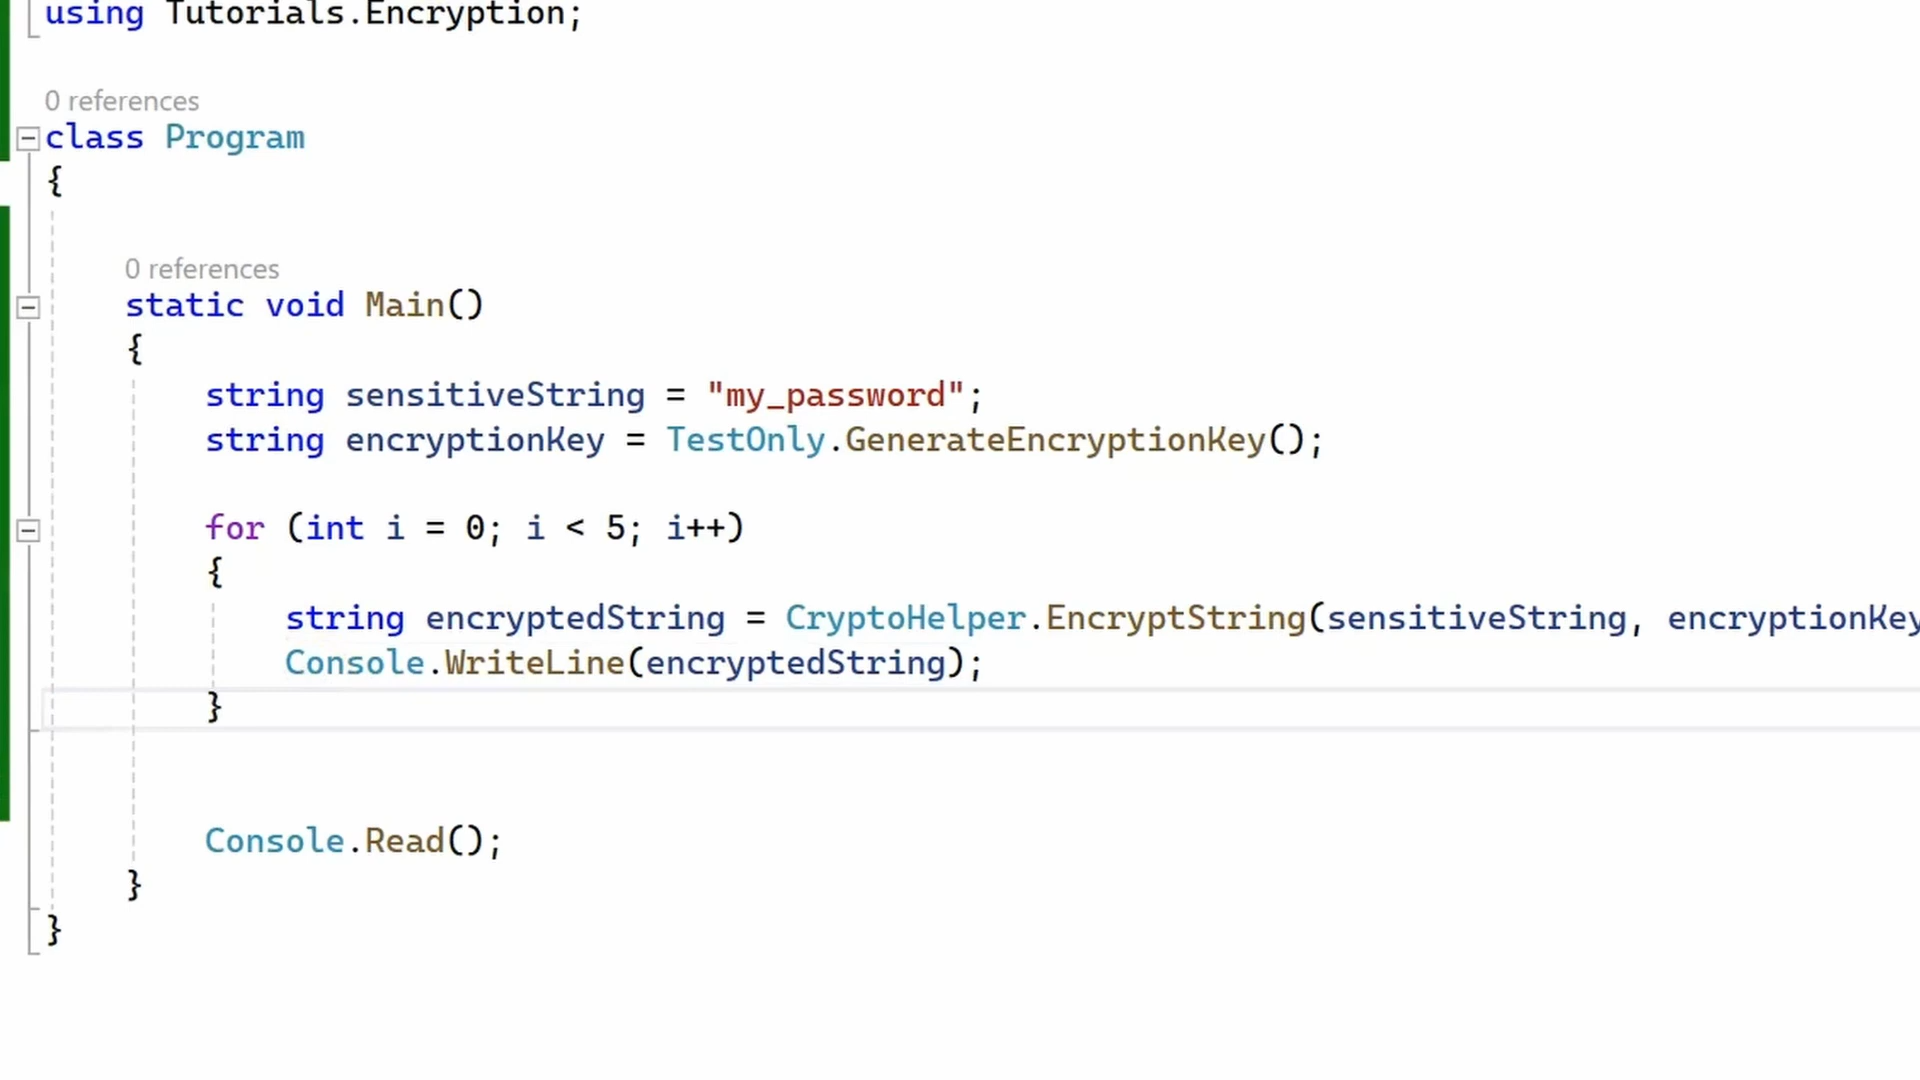 using Tutorials.Encryption;
0 references
class Program
{
0 references
static void Main()
{
string sensitiveString = "my_password";
string encryptionKey = TestOnly.GenerateEncryptionKey();
for (int i = 0; i < 5; i++)
{
string encryptedString = CryptoHelper.EncryptString(sensitiveString, encryptionKey
Console.WriteLine(encryptedString);
}
Console.Read();
}
}